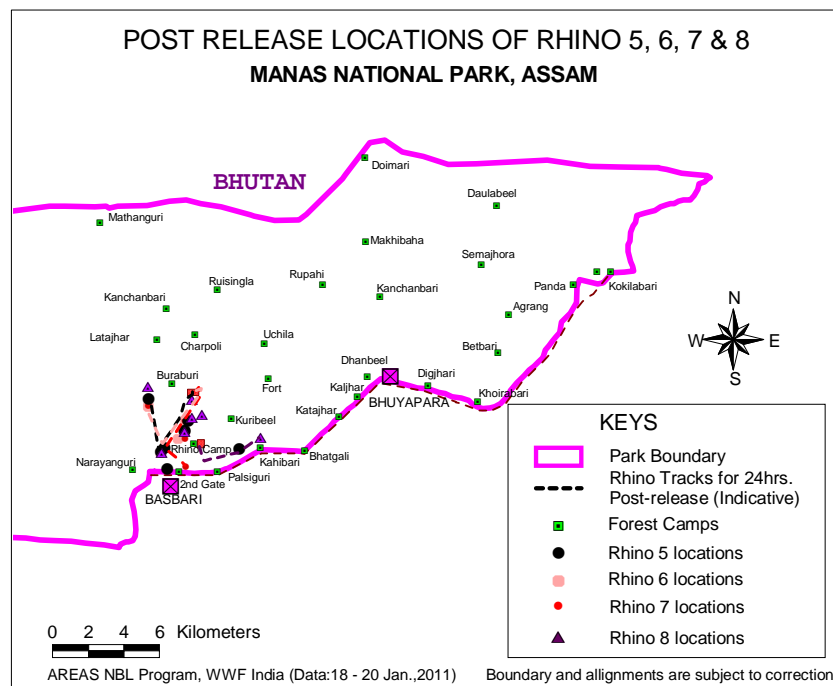 POST RELEASE LOCATIONS OF RHINO 5, 6, 7 & 8
MANAS NATIONAL PARK, ASSAM
Doimari
BHUTAN
Daulabeel
Mathanguri
Makhibaha
Semajhora
Ruisingla
Rupahi
Panda
Kokilabari
Kanchanbari
Kanchanbari
Agrang
N
W
E
S
Latajhar
Charpoli
Uchila
Betbari
Buraburi
Fort
Dhanbeel
Digjhari
Kaljhar
BHUYAPARA
Khoirapari
Katajhar
Kuribeel
Rhino Camp
Narayanguri
Kahibari
Bhatgali
2nd Gate
Palsiguri
BASBARI
KEYS
Park Boundary
Rhino Tracks for 24hrs.
Post-release (Indicative)
Forest Camps
Rhino 5 locations
Rhino 6 locations
Rhino 7 locations
Rhino 8 locations
0 2 4 6 Kilometers
AREAS NBL Program, WWF India (Data:18 - 20 Jan.,2011)
Boundary and allignments are subject to correction